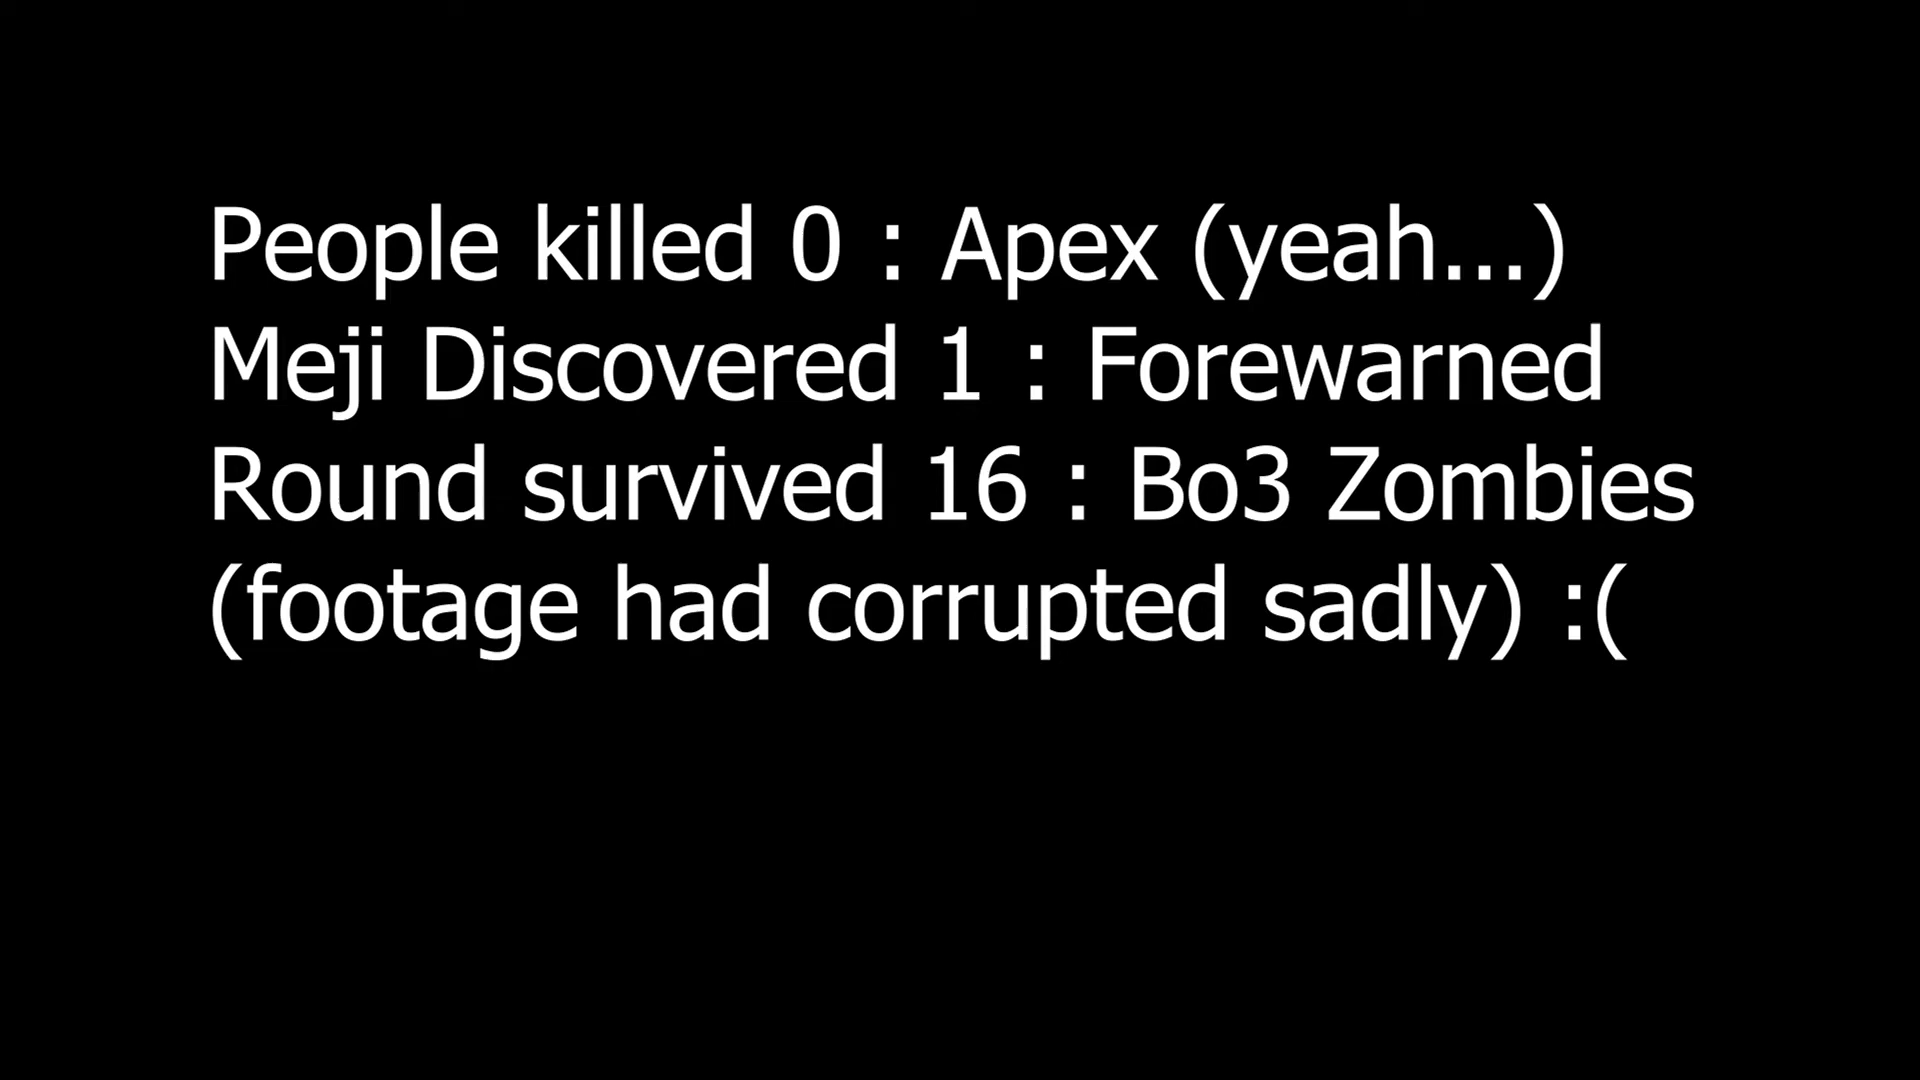 People killed 0 : Apex (yeah...)
Meji Discovered 1 : Forewarned
Round survived 16 : Bo3 Zombies
(footage had corrupted sadly) :(